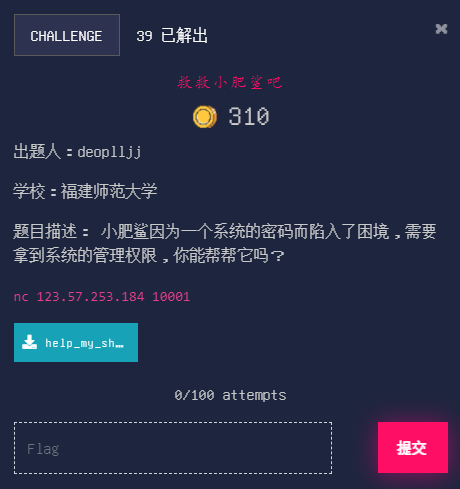 CHALLENGE
39 已解出
×
救救小肥鲨吧
310
出题人：deoplljj
学校：福建师范大学
题目描述： 小肥鲨因为一个系统的密码而陷入了困境，需要
拿到系统的管理权限，你能帮帮它吗？
nc 123.57.253.184 10001
help_my_sh…
0/100 attempts
Flag
提交